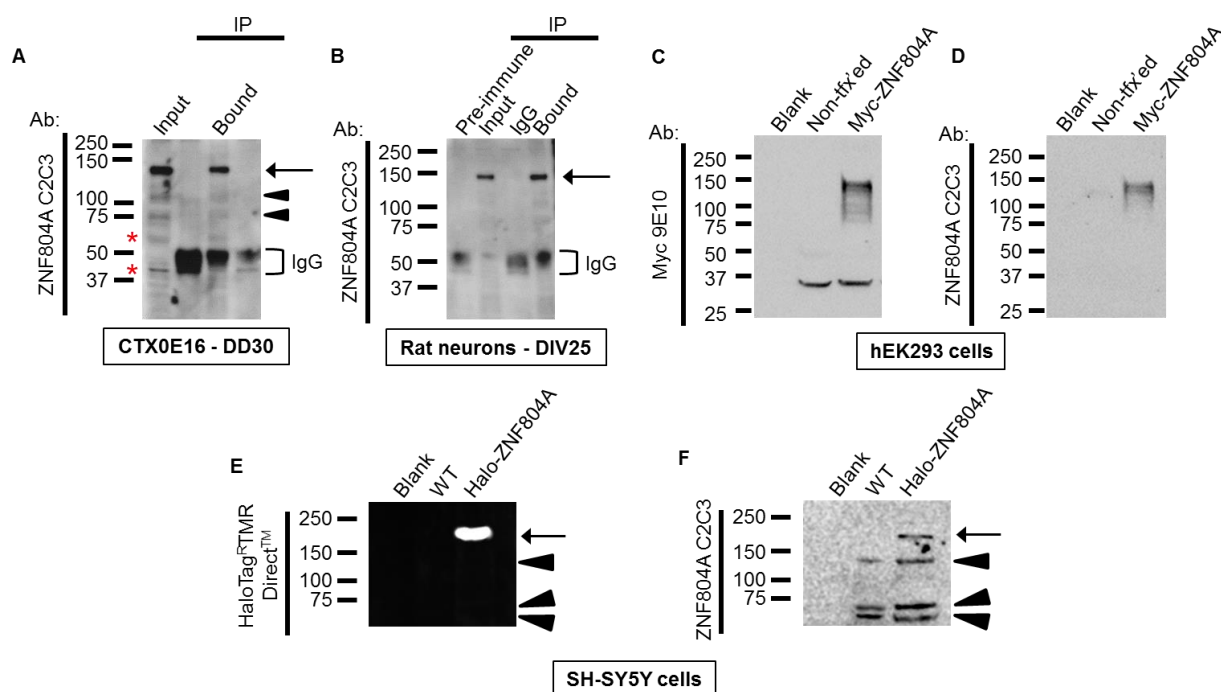 IP
A
Input
Bound
Ab:
ZNF804A C2C3
250
150
100
75
*
50
*
37
IgG
CTX0E16 - DD30
IP
B
Pre-immune
Input
IgG
Bound
Ab:
ZNF804A C2C3
250
150
100
75
50
37
IgG
Rat neurons - DIV25
C
Blank
Non-tfx'ed
Myc-ZNF804A
Ab:
Myc 9E10
250
150
100
75
50
37
25
D
Blank
Non-tfx'ed
Myc-ZNF804A
Ab:
ZNF804A C2C3
250
150
100
75
50
37
25
hEK293 cells
E
Blank
WT
Halo-ZNF804A
HaloTagRTMR
DirectTM
250
150
100
75
F
Blank
WT
Halo-ZNF804A
ZNF804A C2C3
250
150
100
75
SH-SY5Y cells